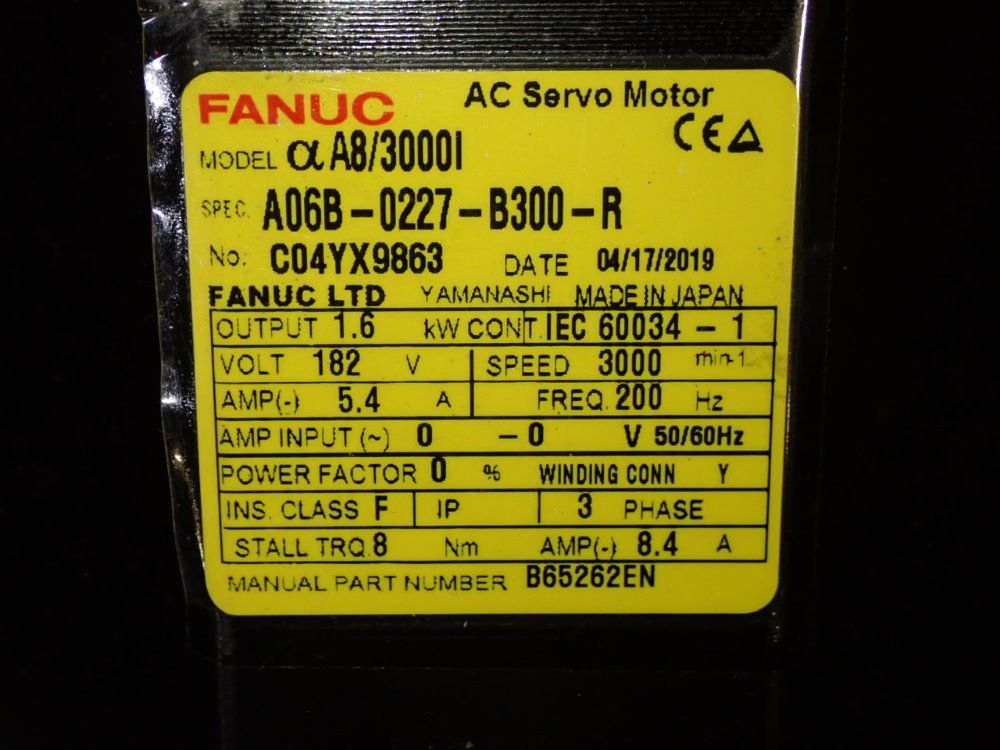 FANUC AC Servo Motor
CE
MODEL α A8/3000I
SPEC. A06B-0227-B300-R
No. C04YX9863 DATE 04/17/2019
FANUC LTD YAMANASHI MADE IN JAPAN
OUTPUT 1.6 kW CONT. IEC 60034-1
VOLT 182 V SPEED 3000 min-1
AMP(-) 5.4 A FREQ. 200 Hz
AMP INPUT (~) 0 -0 V 50/60Hz
POWER FACTOR 0 % WINDING CONN Y
INS. CLASS F IP 3 PHASE
STALL TRQ. 8 Nm AMP(-) 8.4 A
MANUAL PART NUMBER B65262EN